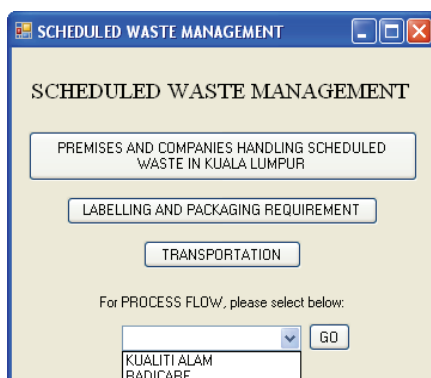 SCHEDULED WASTE MANAGEMENT
SCHEDULED WASTE MANAGEMENT
PREMISES AND COMPANIES HANDLING SCHEDULED
WASTE IN KUALA LUMPUR
LABELLING AND PACKAGING REQUIREMENT
TRANSPORTATION
For PROCESS FLOW, please select below:
GO
KUALITI ALAM
RADICARE